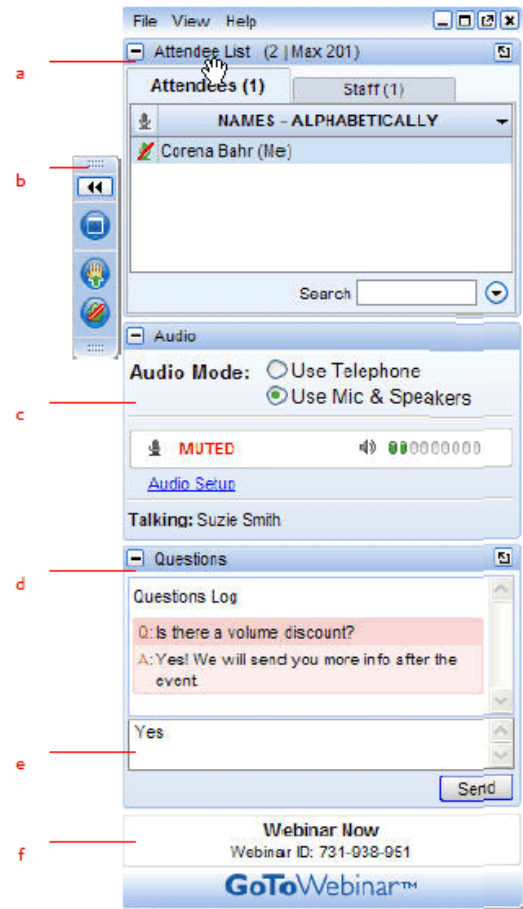 File View Help
a
Attendee List (2 | Max 201)
Attendees (1) Staff (1)
NAMES - ALPHABETICALLY
b
Corena Bahr (Me)
Search
Audio
Audio Mode: Use Telephone
Use Mic & Speakers
c
MUTED
Audio Setup
Talking: Suzie Smith
Questions
d
Questions Log
Q: Is there a volume discount?
A: Yes! We will send you more info after the
event.
Yes
e
Send
Webinar Now
f
Webinar ID: 731-938-951
GoToWebinar™